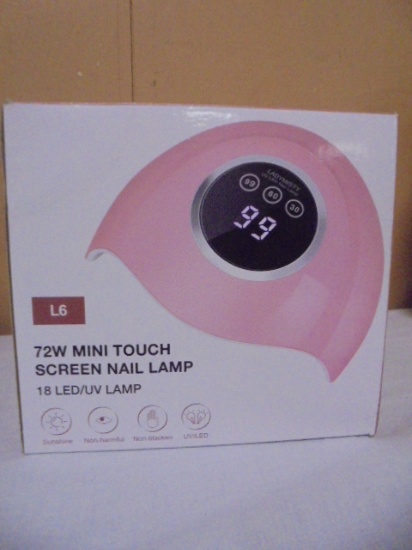 99 60 30
99
L6
72W MINI TOUCH
SCREEN NAIL LAMP
18 LED/UV LAMP
Sunshine Non-harmful Non-blacken UV/LED